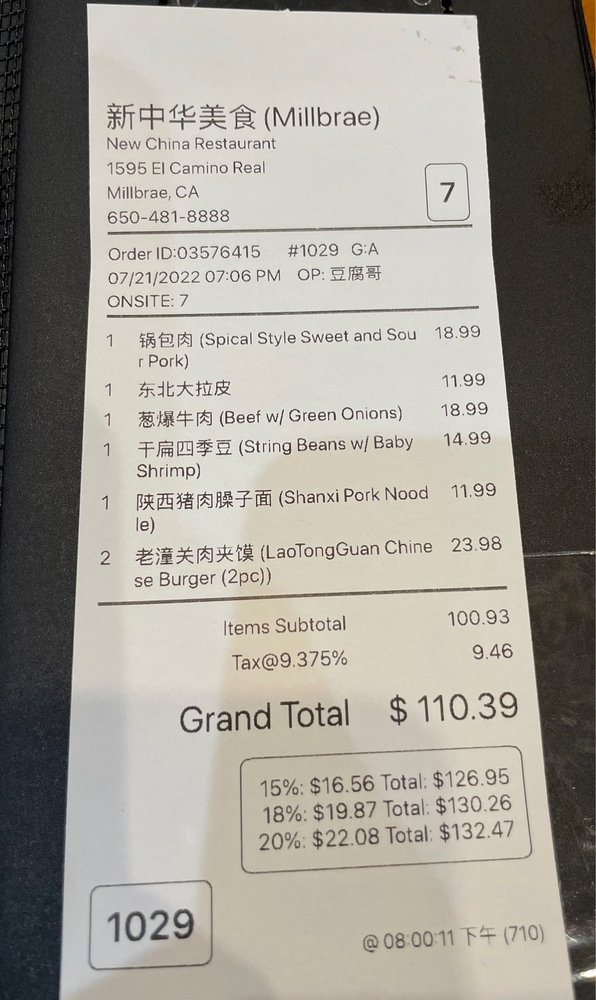 新中华美食 (Millbrae)
New China Restaurant
1595 El Camino Real
Millbrae, CA
650-481-8888
7
Order ID:03576415 #1029 G:A
07/21/2022 07:06 PM OP: 豆腐哥
ONSITE: 7
1 锅包肉 (Spical Style Sweet and Sou 18.99
r Pork)
1 东北大拉皮 11.99
1 葱爆牛肉 (Beef w/ Green Onions) 18.99
1 干扁四季豆 (String Beans w/ Baby 14.99
Shrimp)
1 陕西猪肉臊子面 (Shanxi Pork Nood 11.99
le)
2 老潼关肉夹馍 (LaoTongGuan Chine 23.98
se Burger (2pc))
Items Subtotal 100.93
Tax@9.375% 9.46
Grand Total $ 110.39
15%: $16.56 Total: $126.95
18%: $19.87 Total: $130.26
20%: $22.08 Total: $132.47
1029
@ 08:00:11 下午 (710)